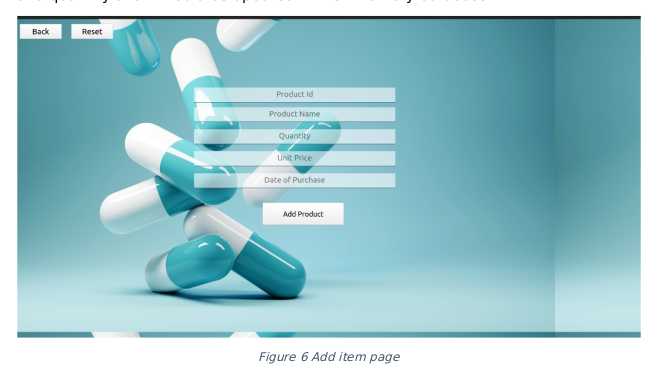 Back Reset
Product Id
Product Name
Quantity
Unit Price
Date of Purchase
Add Product
Figure 6 Add item page